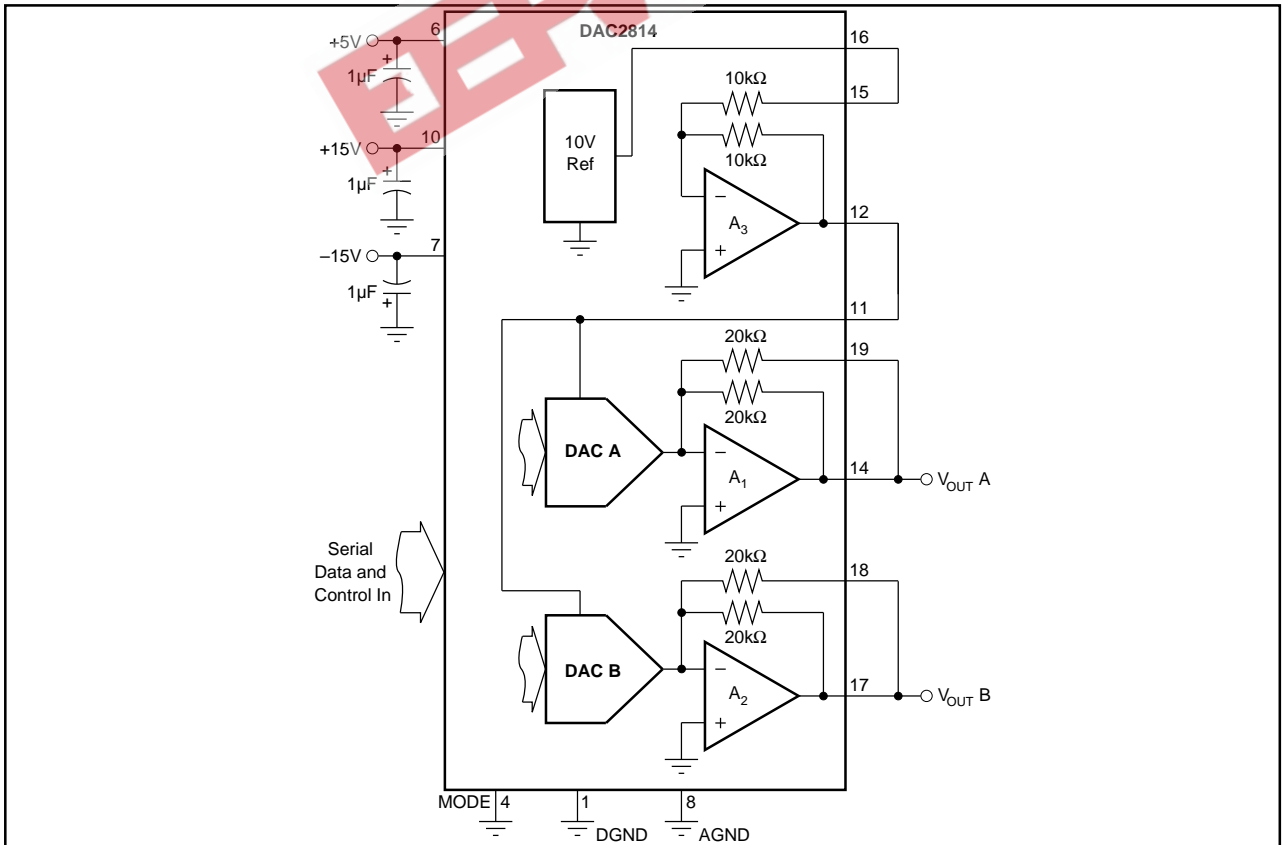 DAC2814
+5V
6
+
1µF
+15V
10
+
1µF
–15V
7
1µF
+
10V
Ref
16
10kΩ
15
10kΩ
–
A3
+
12
11
20kΩ
19
20kΩ
DAC A
–
A1
+
14
VOUT A
Serial
Data and
Control In
20kΩ
18
20kΩ
DAC B
–
A2
+
17
VOUT B
MODE 4
1
DGND
8
AGND